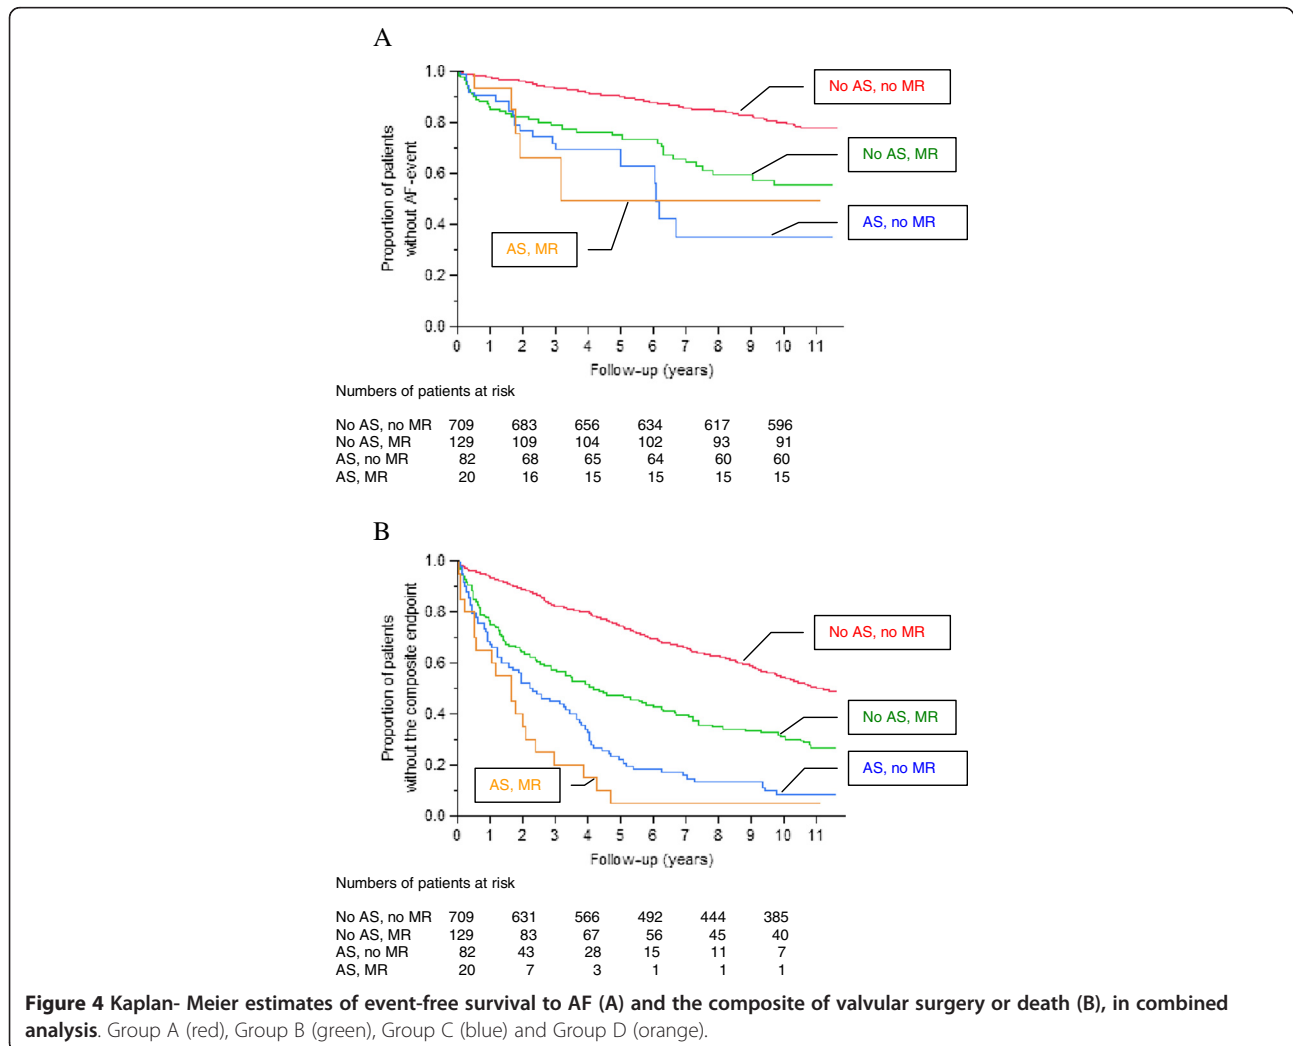 A
Proportion of patients
without AF-event
1.0
0.8
0.6
0.4
0.2
0.0
No AS, no MR
No AS, MR
AS, no MR
AS, MR
0 1 2 3 4 5 6 7 8 9 10 11
Follow-up (years)
Numbers of patients at risk
No AS, no MR 709 683 656 634 617 596
No AS, MR 129 109 104 102 93 91
AS, no MR 82 68 65 64 60 60
AS, MR 20 16 15 15 15 15
B
Proportion of patients
without the composite endpoint
1.0
0.8
0.6
0.4
0.2
0.0
No AS, no MR
No AS, MR
AS, no MR
AS, MR
0 1 2 3 4 5 6 7 8 9 10 11
Follow-up (years)
Numbers of patients at risk
No AS, no MR 709 631 566 492 444 385
No AS, MR 129 83 67 56 45 40
AS, no MR 82 43 28 15 11 7
AS, MR 20 7 3 1 1 1
Figure 4 Kaplan- Meier estimates of event-free survival to AF (A) and the composite of valvular surgery or death (B), in combined
analysis. Group A (red), Group B (green), Group C (blue) and Group D (orange).